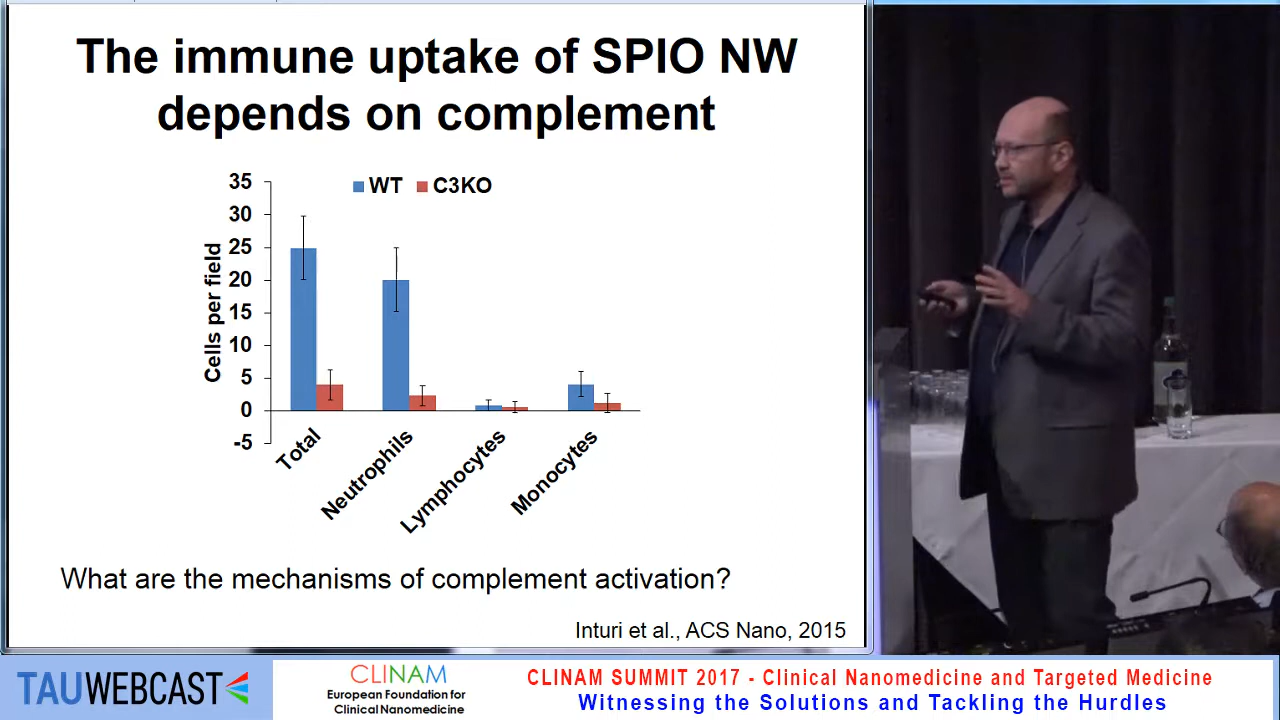 The immune uptake of SPIO NW
depends on complement
WT C3KO
35
30
25
20
15
10
5
0
-5
Cells per field
Total
Neutrophils
Lymphocytes
Monocytes
What are the mechanisms of complement activation?
Inturi et al., ACS Nano, 2015
TAUWEBCAST
CLINAM
European Foundation for
Clinical Nanomedicine
CLINAM SUMMIT 2017 - Clinical Nanomedicine and Targeted Medicine
Witnessing the Solutions and Tackling the Hurdles